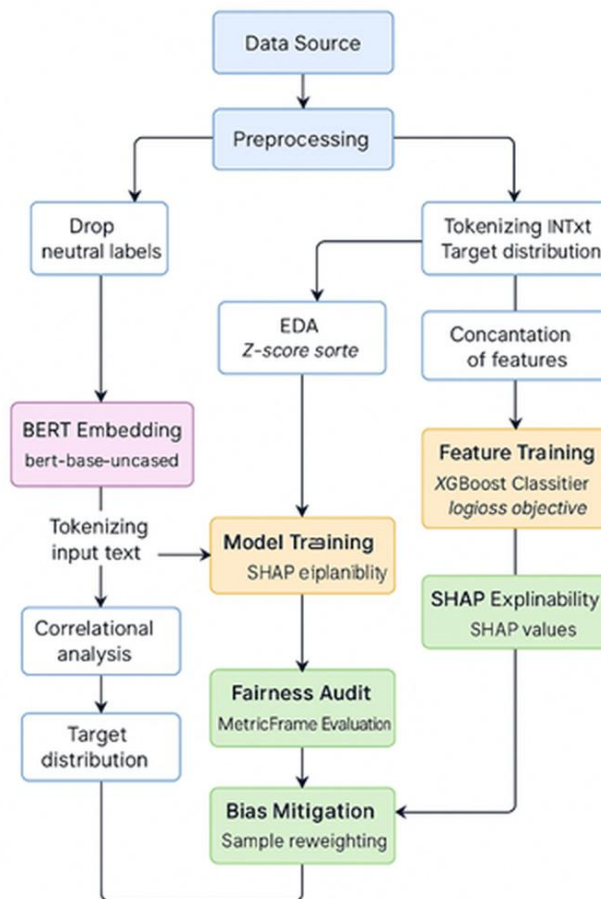 Data Source
Preprocessing
Drop
neutral labels
Tokenizing INTxt
Target distribution
EDA
Z-score sorte
Concantation
of features
BERT Embedding
bert-base-uncased
Feature Training
XGBoost Classitier
logioss objective
Tokenizing
input text
Model Training
SHAP eiplaniblity
SHAP Explinability
SHAP values
Correlational
analysis
Fairness Audit
MetricFrame Evaluation
Target
distribution
Bias Mitigation
Sample reweighting